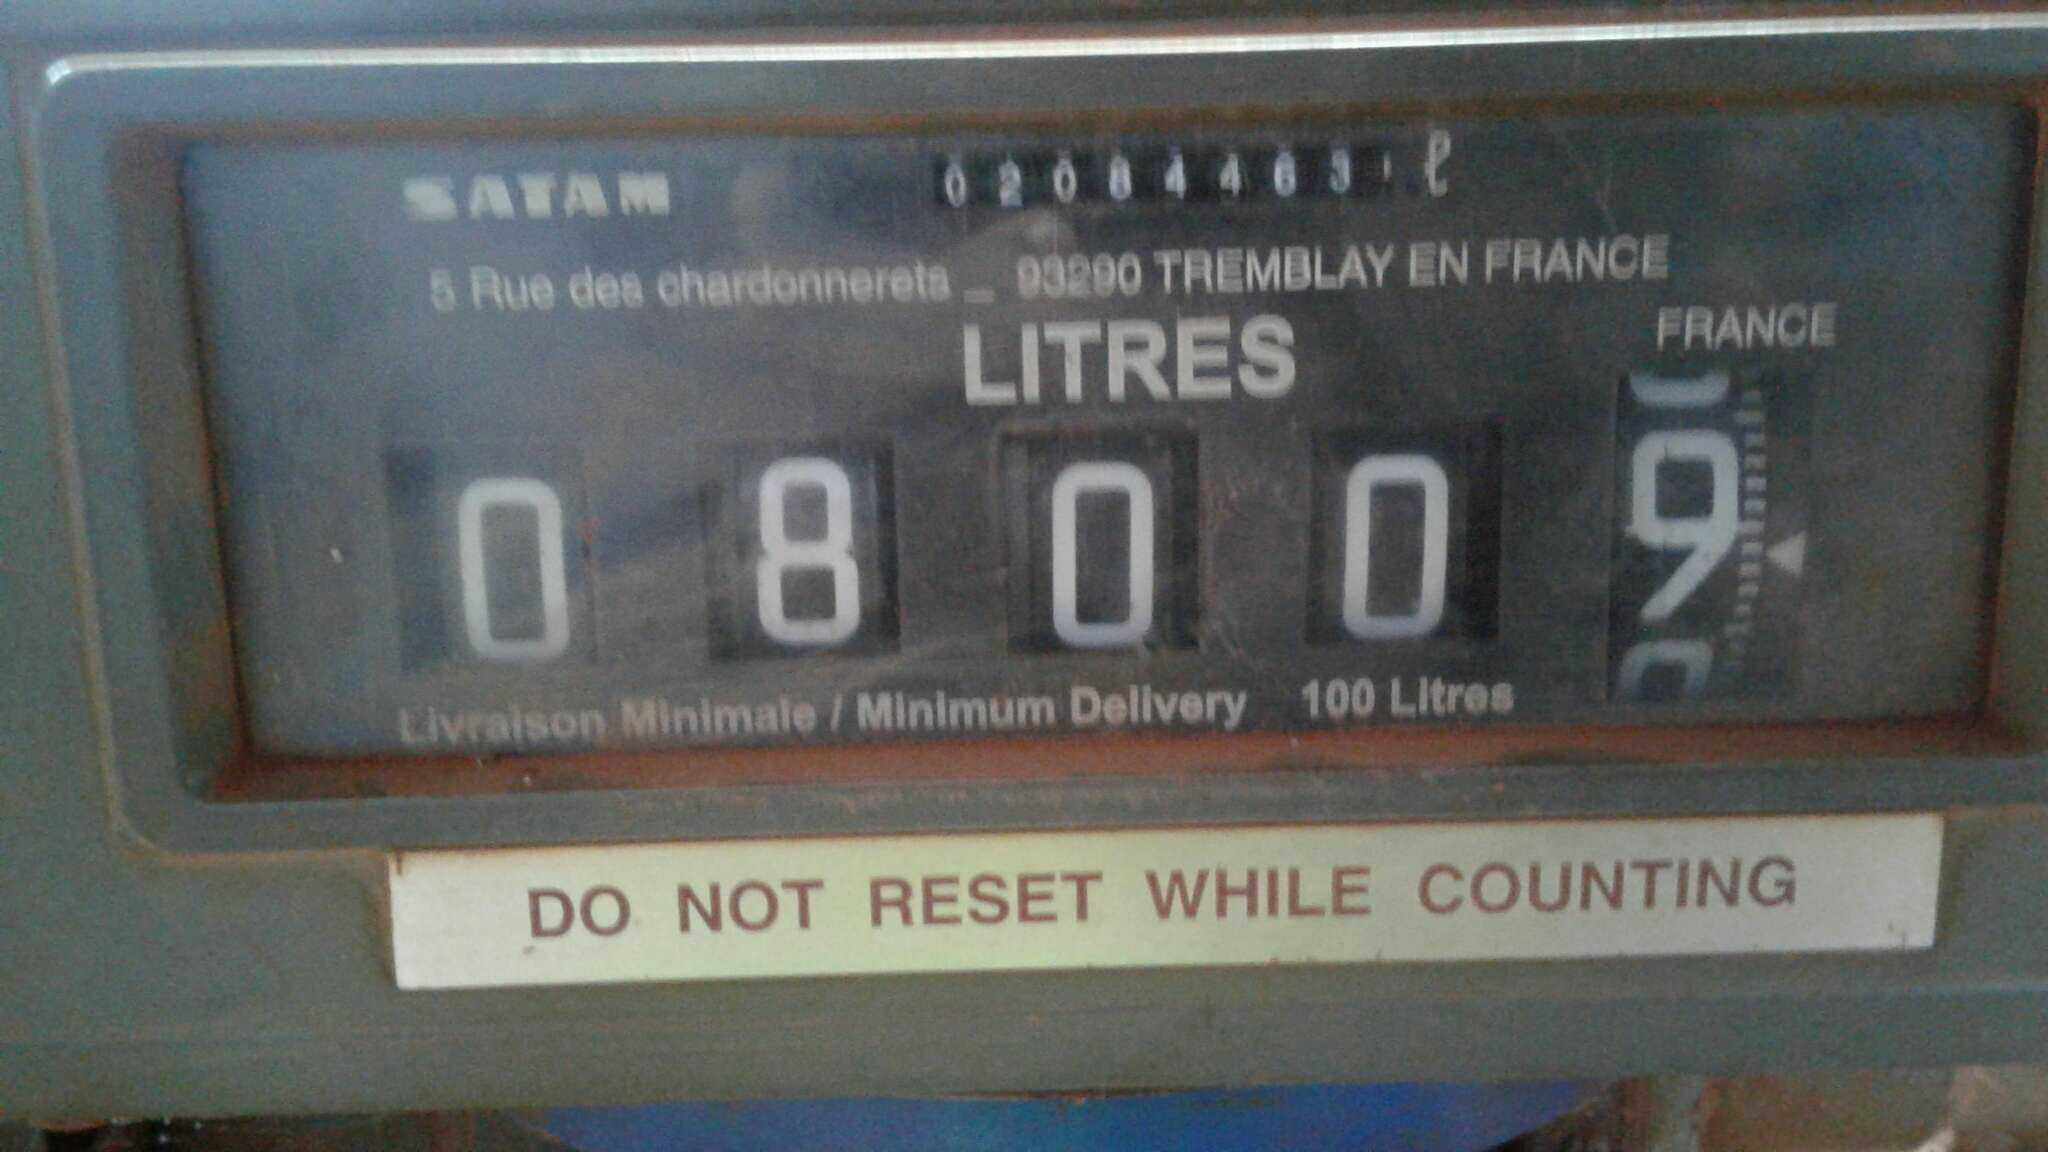 SATAM
02084463 ℓ
5 Rue des chardonnerets _ 93290 TREMBLAY EN FRANCE
FRANCE
LITRES
0 8 0 0 9
Livraison Minimale / Minimum Delivery 100 Litres
DO NOT RESET WHILE COUNTING